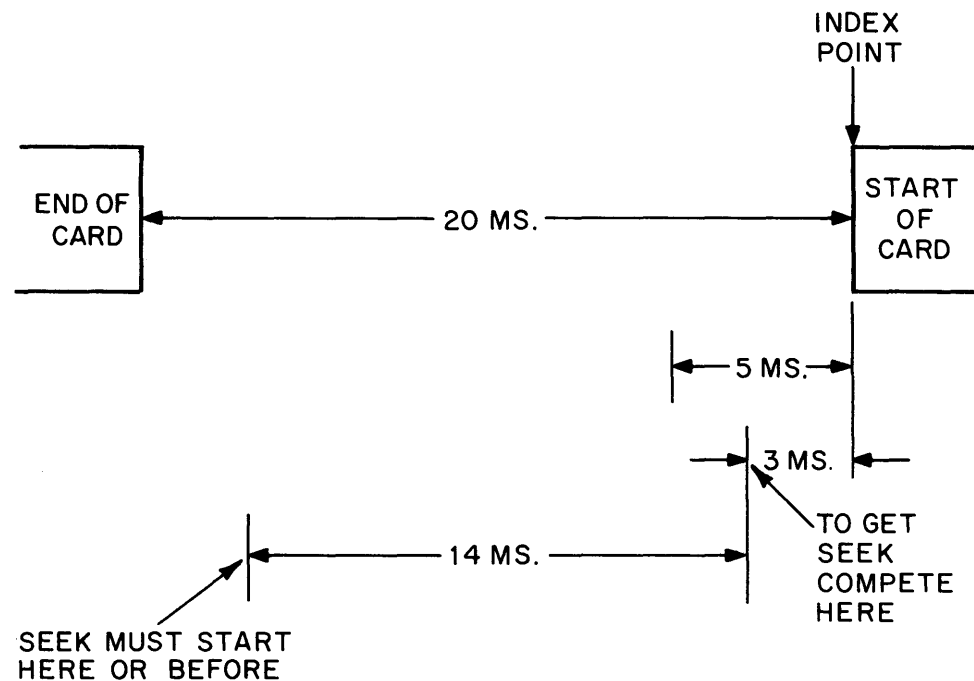 INDEX
POINT
END OF
CARD
20 MS.
START
OF
CARD
5 MS.
3 MS.
14 MS.
TO GET
SEEK
COMPETE
HERE
SEEK MUST START
HERE OR BEFORE